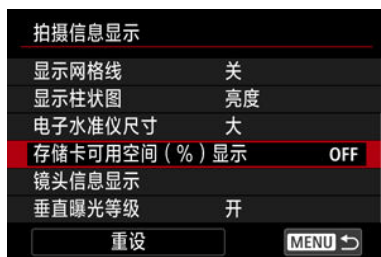 拍摄信息显示
显示网格线 关
显示柱状图 亮度
电子水准仪尺寸 大
存储卡可用空间（%）显示 OFF
镜头信息显示
垂直曝光等级 开
重设 MENU